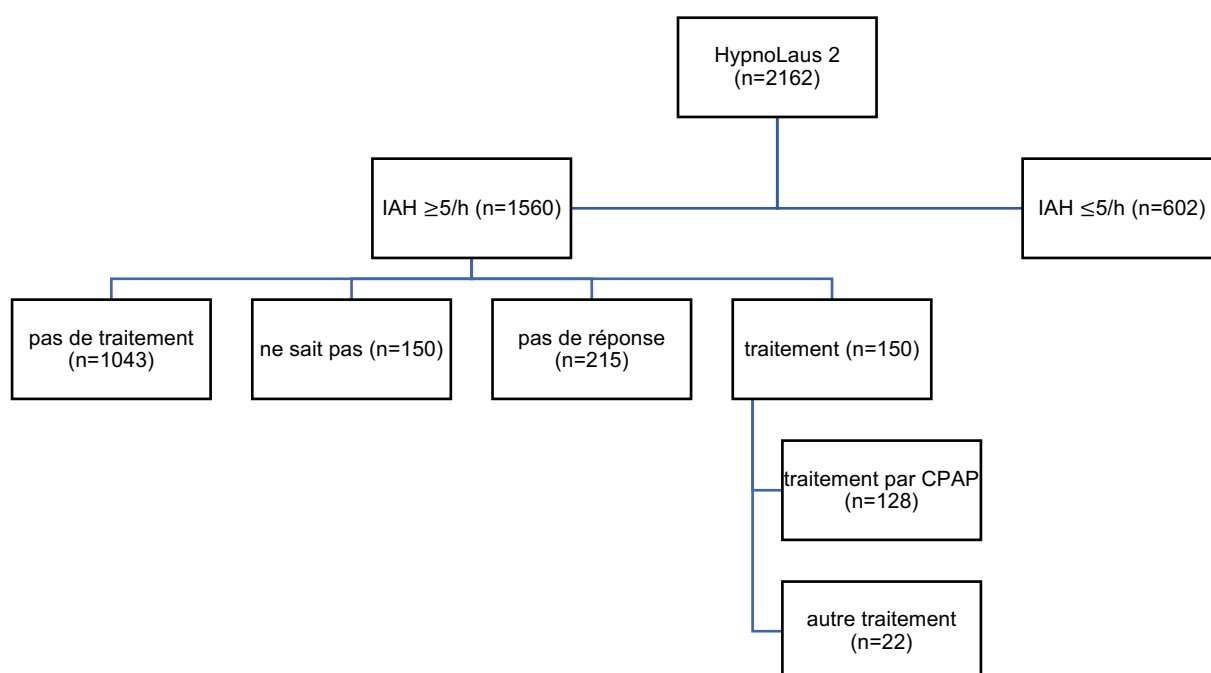 HypnoLaus 2
(n=2162)
IAH ≥5/h (n=1560)
IAH ≤5/h (n=602)
pas de traitement
(n=1043)
ne sait pas (n=150)
pas de réponse
(n=215)
traitement (n=150)
traitement par CPAP
(n=128)
autre traitement
(n=22)